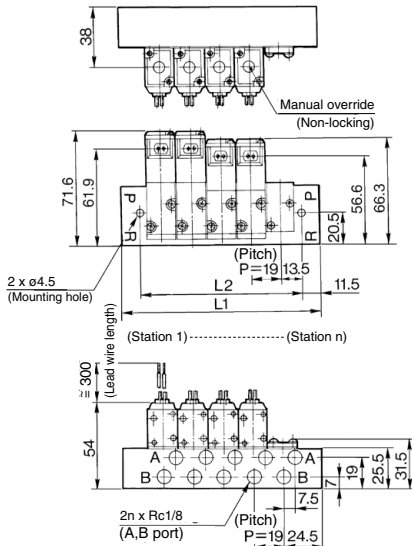 38
Manual override
(Non-locking)
71.6
61.9
P
R
P
R
20.5
56.6
66.3
(Pitch)
P=19
13.5
2 x ø4.5
(Mounting hole)
L2
11.5
L1
(Station 1)
(Station n)
≈300
(Lead wire length)
54
A
A
B
B
7
19
25.5
31.5
7.5
2n x Rc1/8
(A,B port)
(Pitch)
P=19
24.5